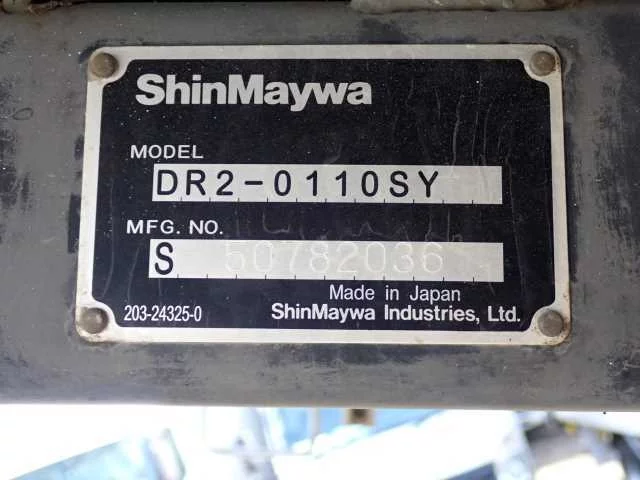 ShinMaywa
MODEL
DR2-0110SY
MFG. NO.
S 50782036
Made in Japan
203-24325-0 ShinMaywa Industries, Ltd.